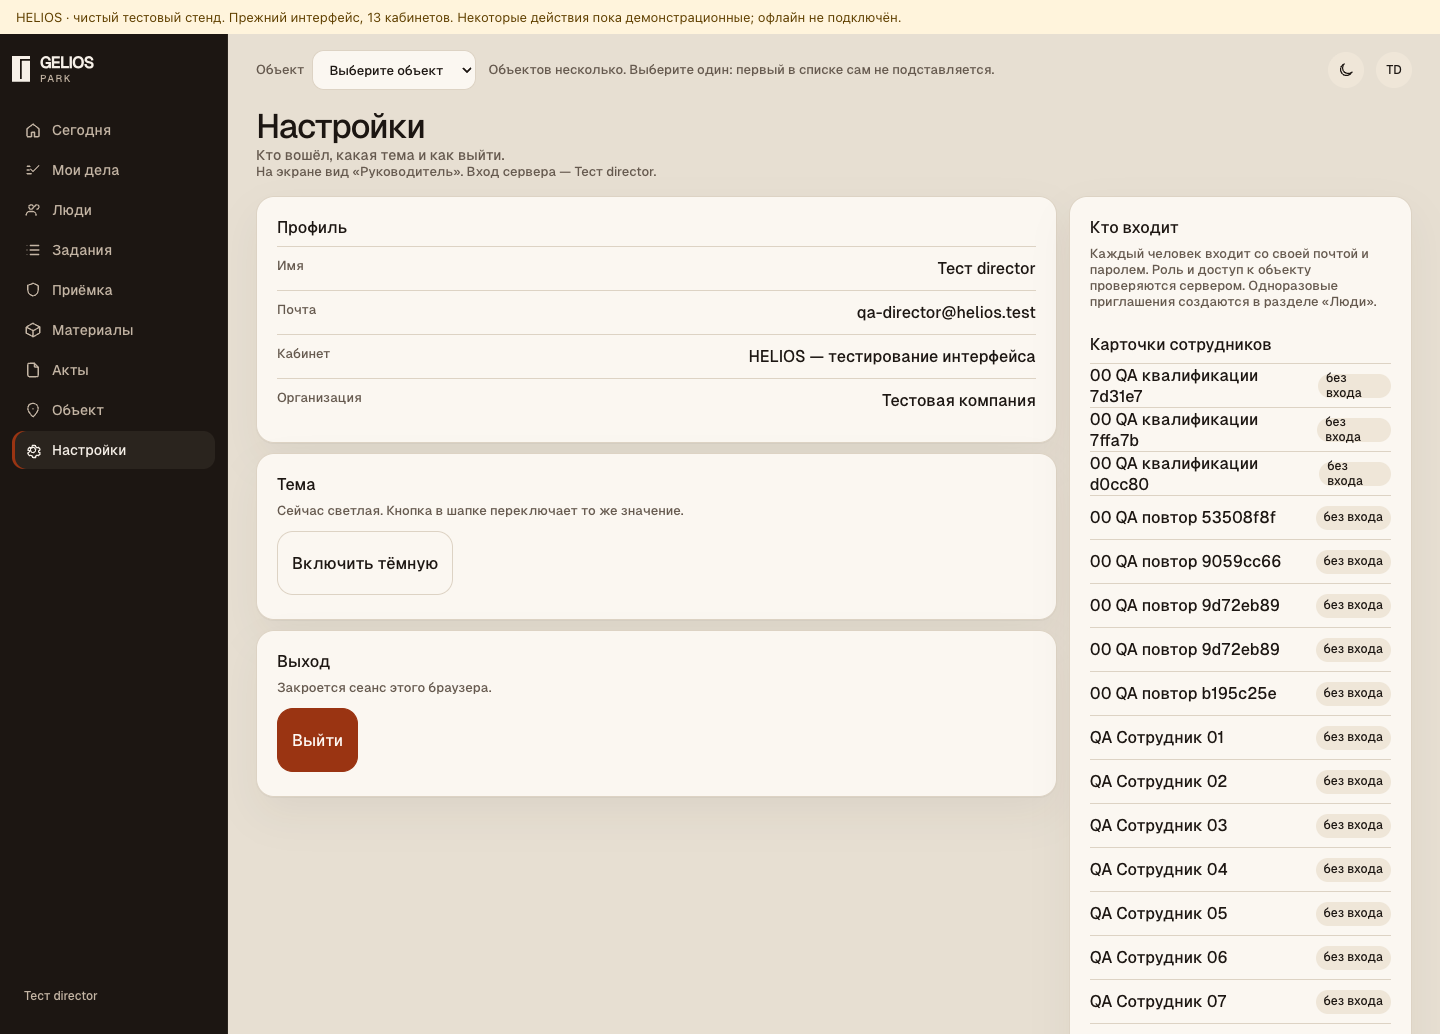 HELIOS · чистый тестовый стенд. Прежний интерфейс, 13 кабинетов. Некоторые действия пока демонстрационные; офлайн не подключён.
GELIOS
PARK
Сегодня
Мои дела
Люди
Задания
Приёмка
Материалы
Акты
Объект
Настройки
Тест director
Объект
Выберите объект
Объектов несколько. Выберите один: первый в списке сам не подставляется.
TD
Настройки
Кто вошёл, какая тема и как выйти.
На экране вид «Руководитель». Вход сервера — Тест director.
Профиль
Имя
Тест director
Почта
qa-director@helios.test
Кабинет
HELIOS — тестирование интерфейса
Организация
Тестовая компания
Тема
Сейчас светлая. Кнопка в шапке переключает то же значение.
Включить тёмную
Выход
Закроется сеанс этого браузера.
Выйти
Кто входит
Каждый человек входит со своей почтой и
паролем. Роль и доступ к объекту
проверяются сервером. Одноразовые
приглашения создаются в разделе «Люди».
Карточки сотрудников
00 QA квалификации
7d31e7
без
входа
00 QA квалификации
7ffa7b
без
входа
00 QA квалификации
d0cc80
без
входа
00 QA повтор 53508f8f
без входа
00 QA повтор 9059cc66
без входа
00 QA повтор 9d72eb89
без входа
00 QA повтор 9d72eb89
без входа
00 QA повтор b195c25e
без входа
QA Сотрудник 01
без входа
QA Сотрудник 02
без входа
QA Сотрудник 03
без входа
QA Сотрудник 04
без входа
QA Сотрудник 05
без входа
QA Сотрудник 06
без входа
QA Сотрудник 07
без входа